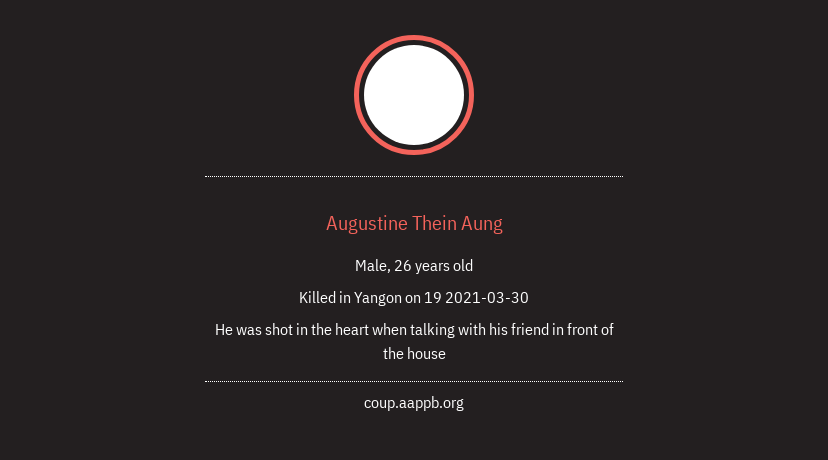 Augustine Thein Aung
Male, 26 years old
Killed in Yangon on 19 2021-03-30
He was shot in the heart when talking with his friend in front of
the house
coup.aappb.org